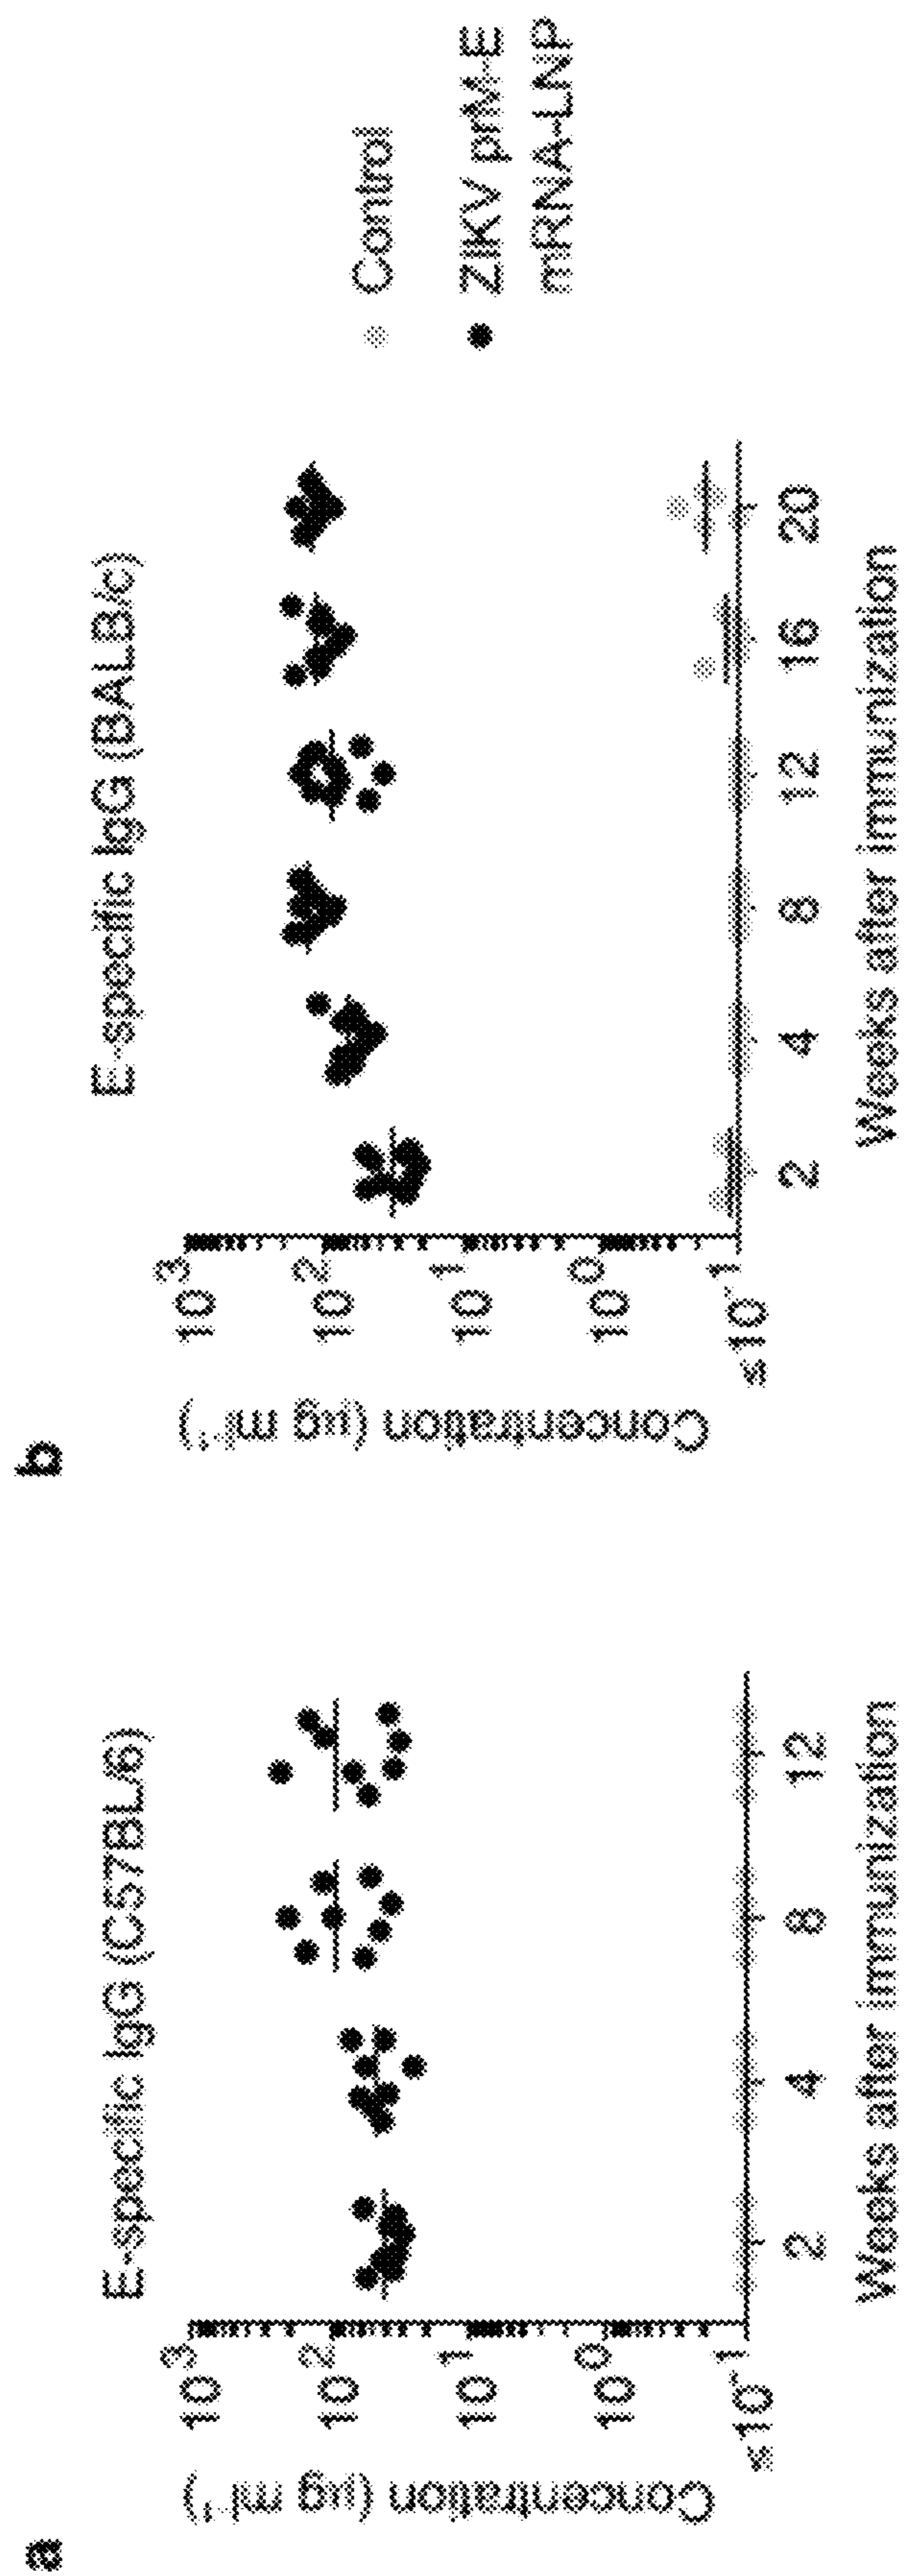 a
E-specific IgG (C57BL/6)
Concentration (µg ml⁻¹)
10³
10²
10¹
10⁰
≤10⁻¹
2 4 8 12
Weeks after immunization
b
E-specific IgG (BALB/c)
Concentration (µg ml⁻¹)
10³
10²
10¹
10⁰
≤10⁻¹
2 4 8 12 16 20
Weeks after immunization
Control
ZIKV prM-E
mRNA-LNP